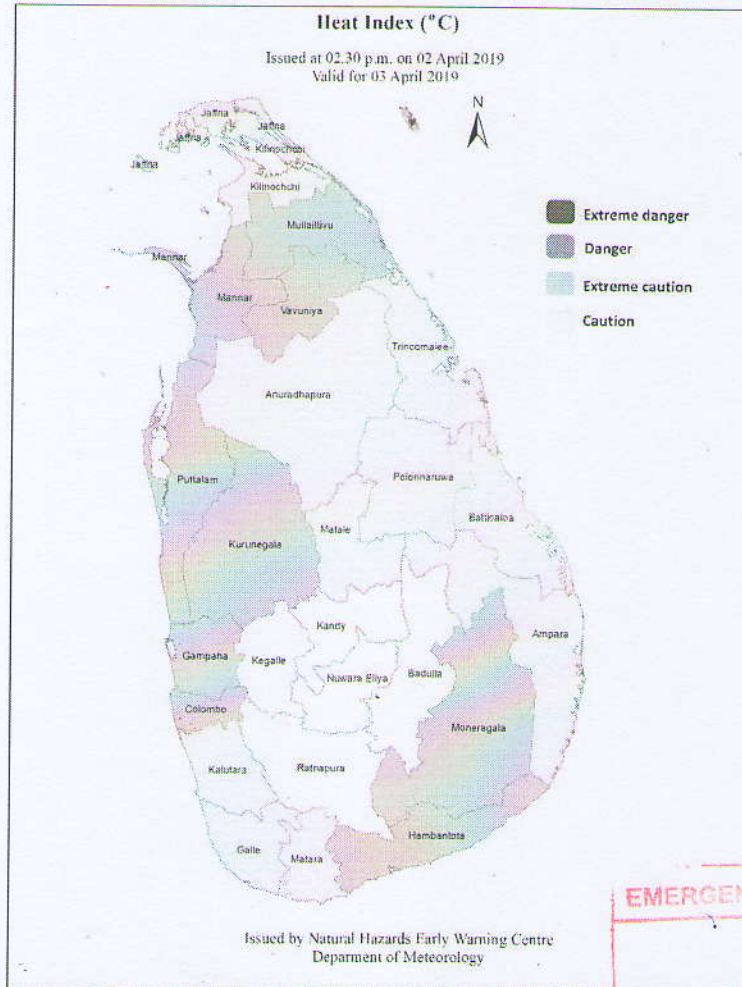 Heat Index (°C)
Issued at 02.30 p.m. on 02 April 2019
Valid for 03 April 2019
N
Jaffna
Jaffna
Jaffna
Kilinochchi
Jaffna
Kilinochchi
Mullaittivu
Extreme danger
Danger
Mannar
Extreme caution
Mannar
Vavuniya
Caution
Trincomalee
Anuradhapura
Puttalam
Polonnaruwa
Batticaloa
Matale
Kurunegala
Kandy
Ampara
Gampaha
Kegalle
Nuwara Eliya
Badulla
Colombo
Moneragala
Kalutara
Ratnapura
Hambantota
Galle
Matara
EMERGEN
Issued by Natural Hazards Early Warning Centre
Deparment of Meteorology